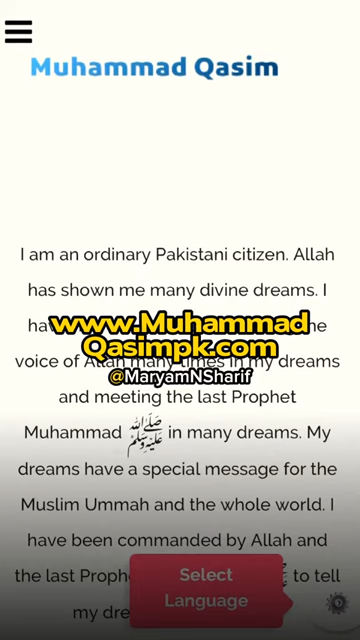 Muhammad Qasim
I am an ordinary Pakistani citizen. Allah
has shown me many divine dreams. I
www.Muhammad
Qasimpk.com
voice of Allah many times in my dreams
@MaryamNSharif
and meeting the last Prophet
Muhammad ﷺ in many dreams. My
dreams have a special message for the
Muslim Ummah and the whole world. I
have been commanded by Allah and
the last Proph to tell
my dre
Select
Language